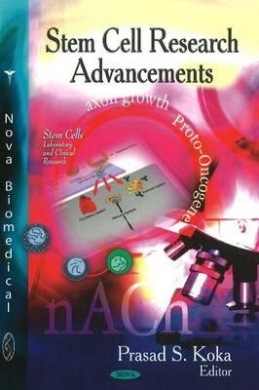 Stem Cell Research
Advancements
axon growth
Proto-Oncogene
Stem Cells
Laboratory
and Clinical
Research
Nova Biomedical
nACh
Prasad S. Koka
Editor
NOVA